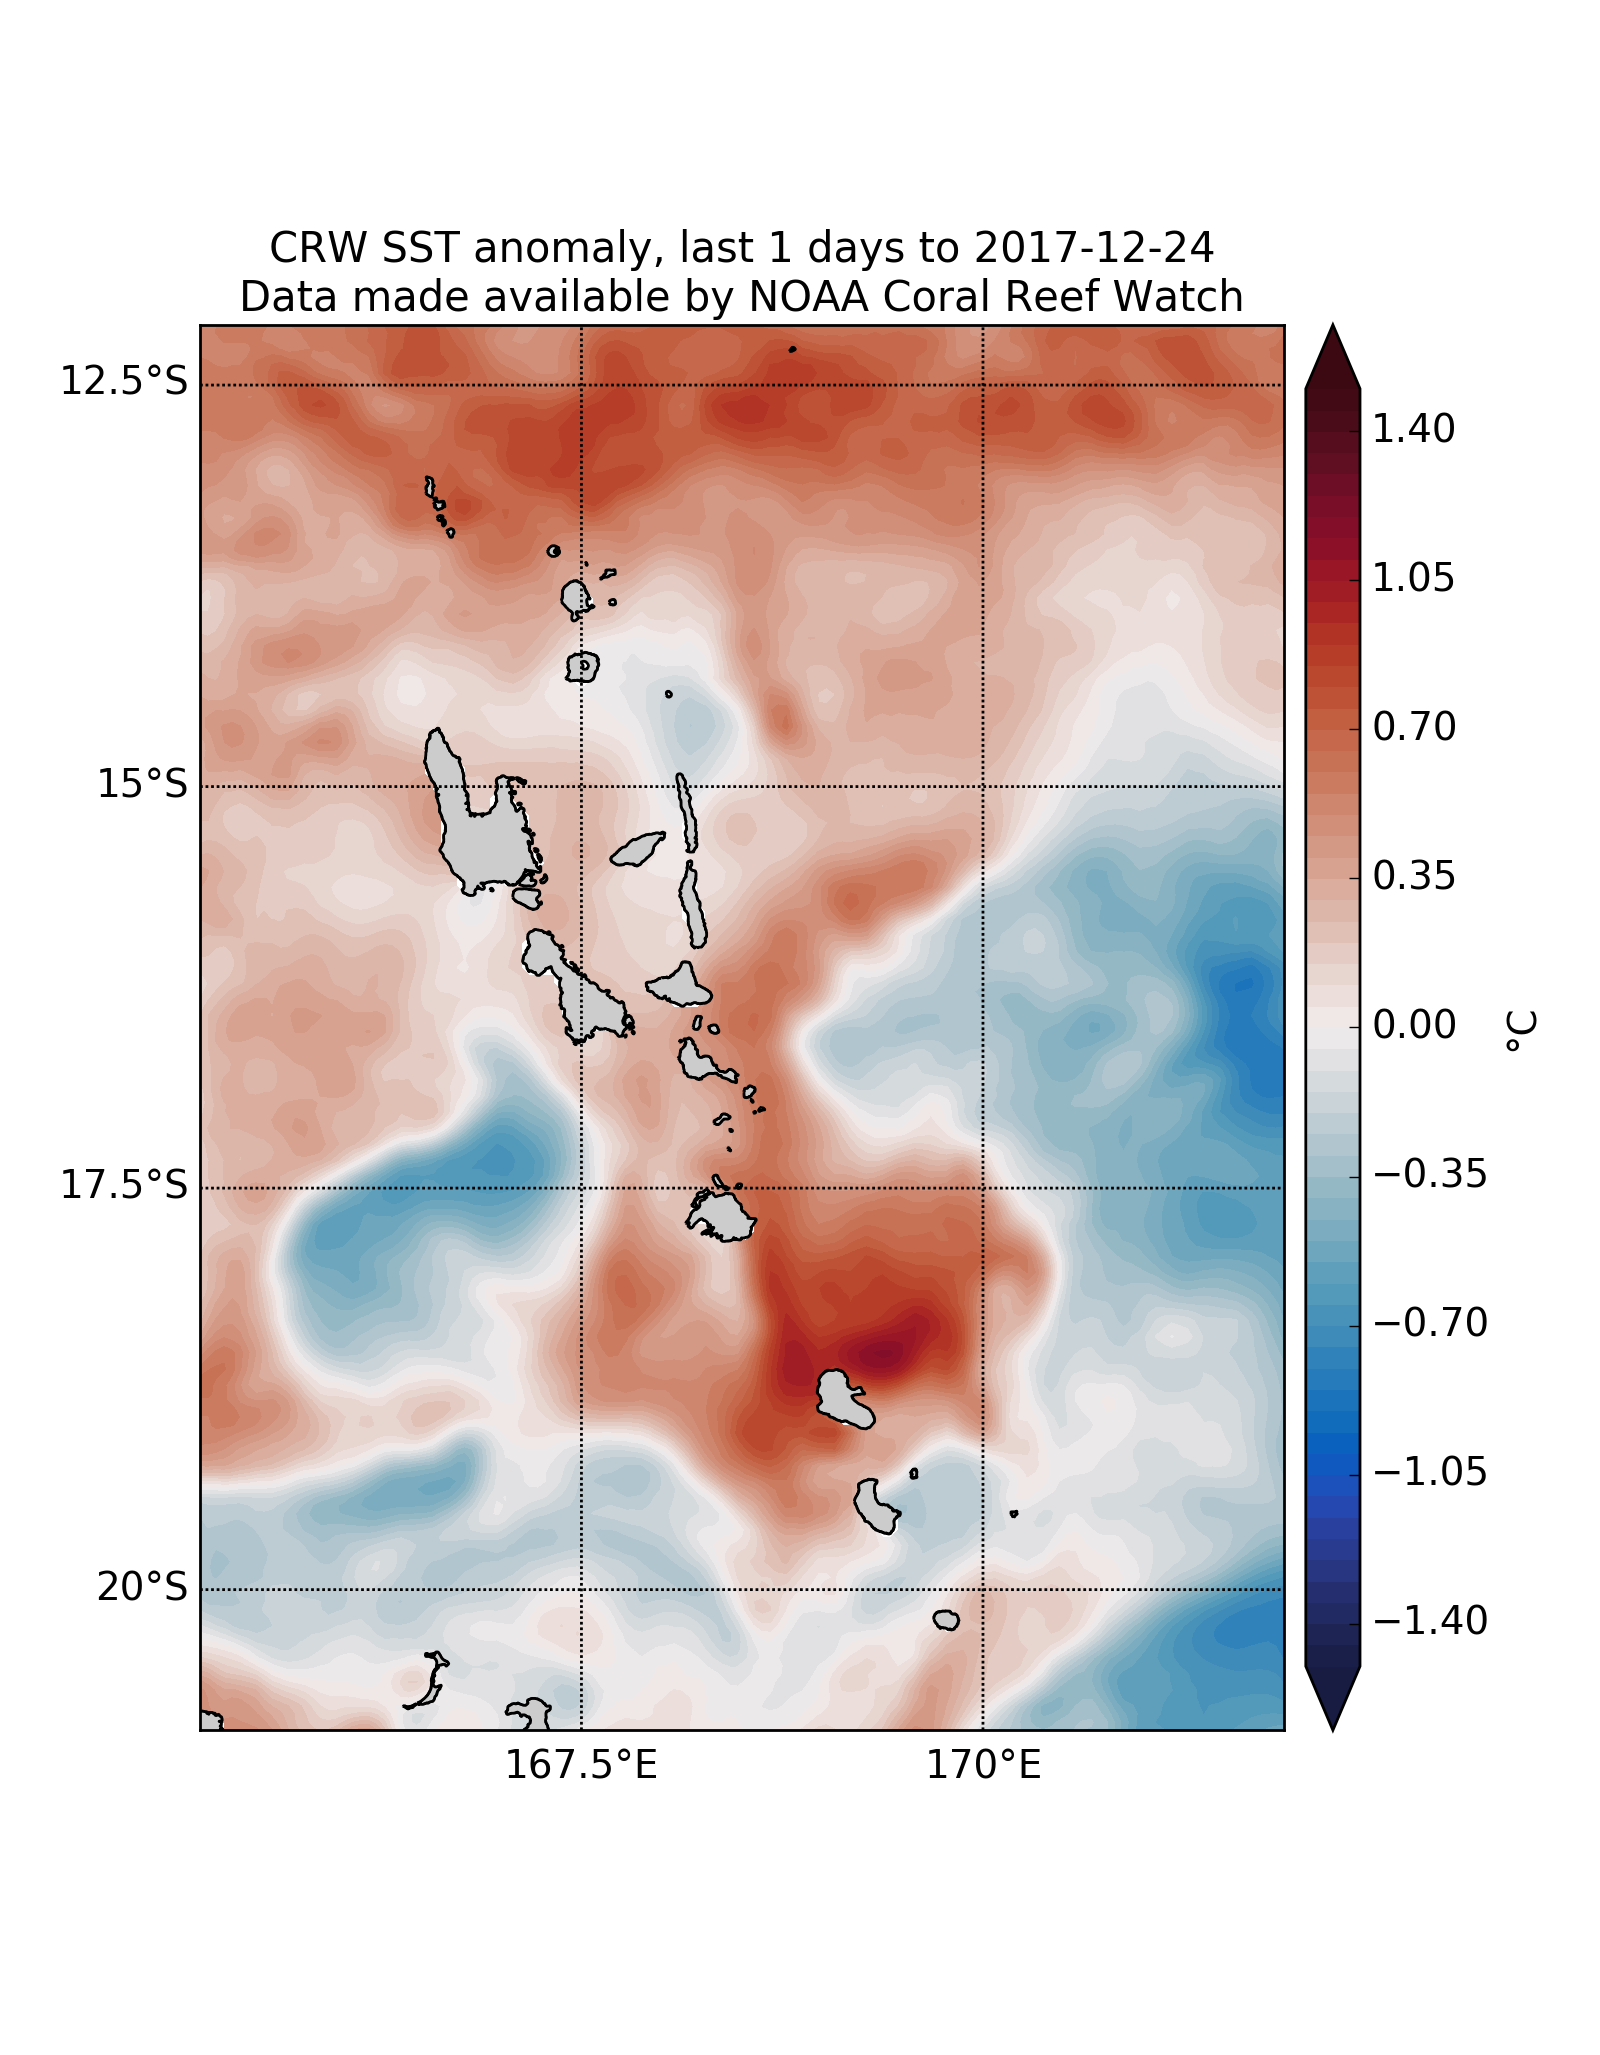 CRW SST anomaly, last 1 days to 2017-12-24
Data made available by NOAA Coral Reef Watch
12.5°S
15°S
17.5°S
20°S
167.5°E
170°E
1.40
1.05
0.70
0.35
0.00
−0.35
−0.70
−1.05
−1.40
°C